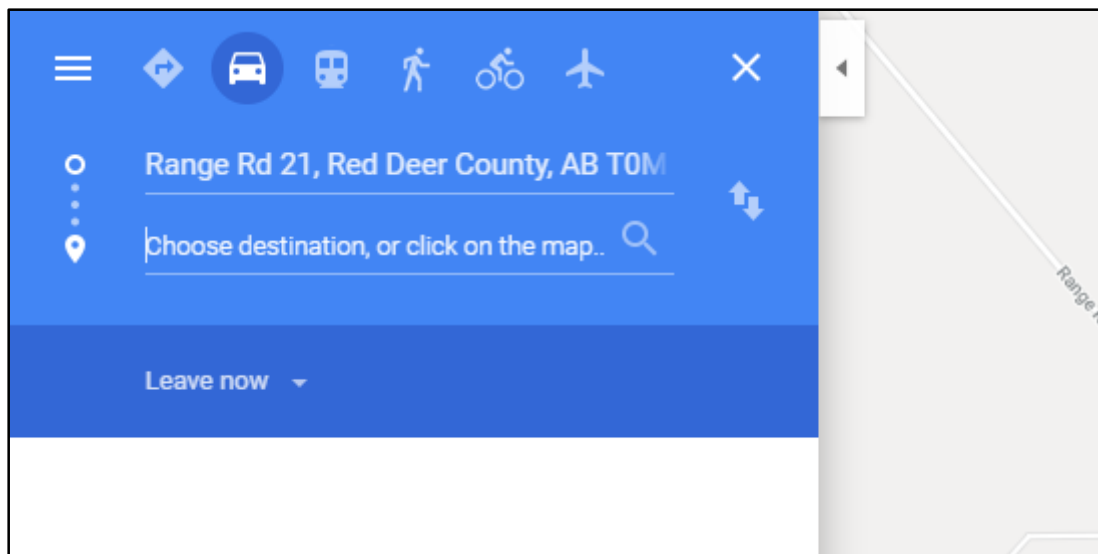 Range Rd 21, Red Deer County, AB T0M
Choose destination, or click on the map..
Leave now
Range R